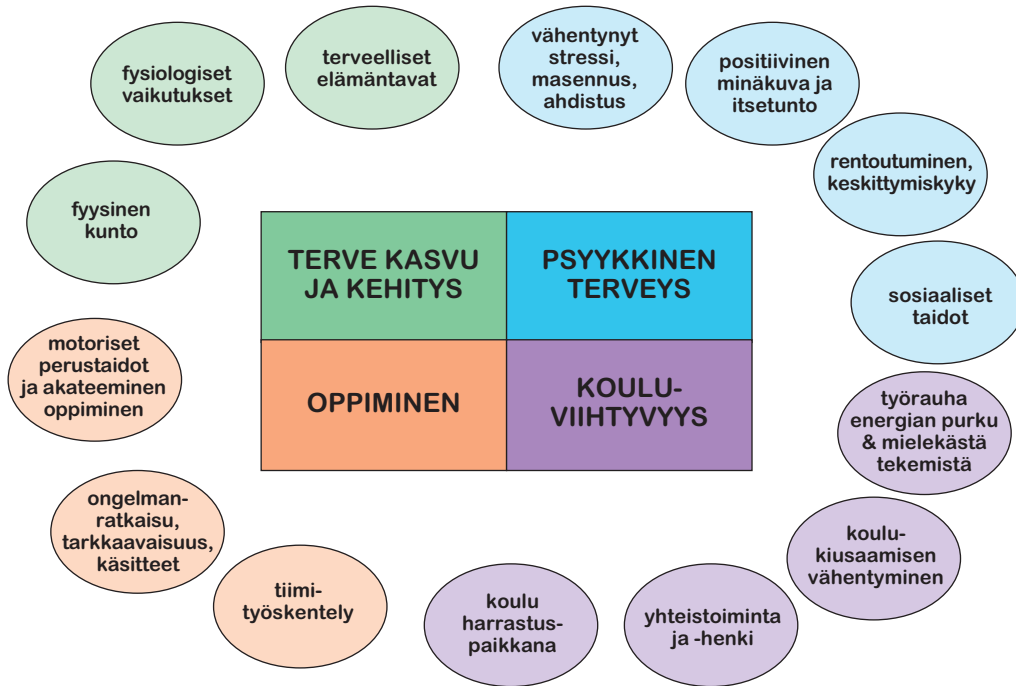 fysiologiset
vaikutukset
terveelliset
elämäntavat
vähentynyt
stressi,
masennus,
ahdistus
positiivinen
minäkuva ja
itsetunto
rentoutuminen,
keskittymiskyky
fyysinen
kunto
TERVE KASVU
JA KEHITYS
PSYYKKINEN
TERVEYS
sosiaaliset
taidot
motoriset
perustaidot
ja akateeminen
oppiminen
OPPIMINEN
KOULU-
VIIHTYVYYS
työrauha
energian purku
& mielekästä
tekemistä
ongelman-
ratkaisu,
tarkkaavaisuus,
käsitteet
koulu-
kiusaamisen
vähentyminen
tiimi-
työskentely
koulu
harrastus-
paikkana
yhteistoiminta
ja -henki